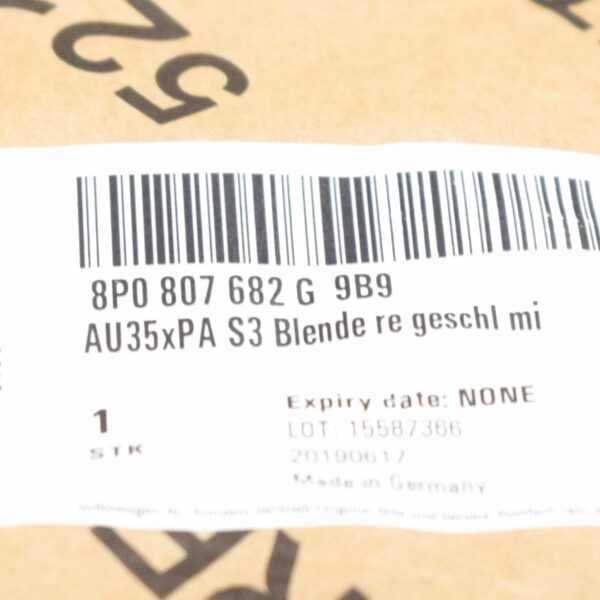 52
8P0 807 682 G 9B9
AU35xPA S3 Blende re geschl mi
1
STK
Expiry date: NONE
LOT: 15587366
20190617
Made in Germany